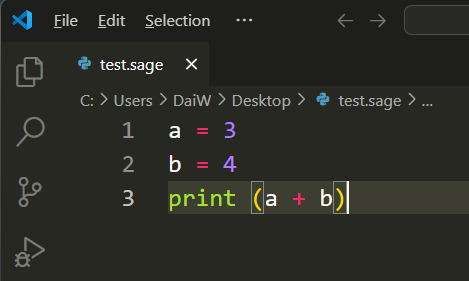 File Edit Selection ...
test.sage
C: > Users > DaiW > Desktop > test.sage > ...
1 a = 3
2 b = 4
3 print (a + b)